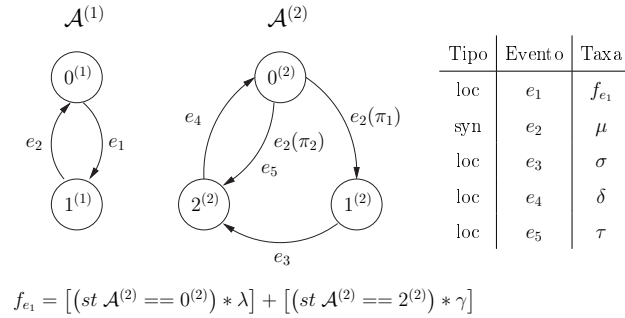 𝒜⁽¹⁾ 𝒜⁽²⁾
0⁽¹⁾ 0⁽²⁾
e₂ e₁ e₄ e₂(π₂) e₅ e₂(π₁)
1⁽¹⁾ 2⁽²⁾ 1⁽²⁾
e₃
Tipo Evento Taxa
loc e₁ f_{e₁}
syn e₂ μ
loc e₃ σ
loc e₄ δ
loc e₅ τ
f_{e₁} = [(st 𝒜⁽²⁾ == 0⁽²⁾) * λ] + [(st 𝒜⁽²⁾ == 2⁽²⁾) * γ]